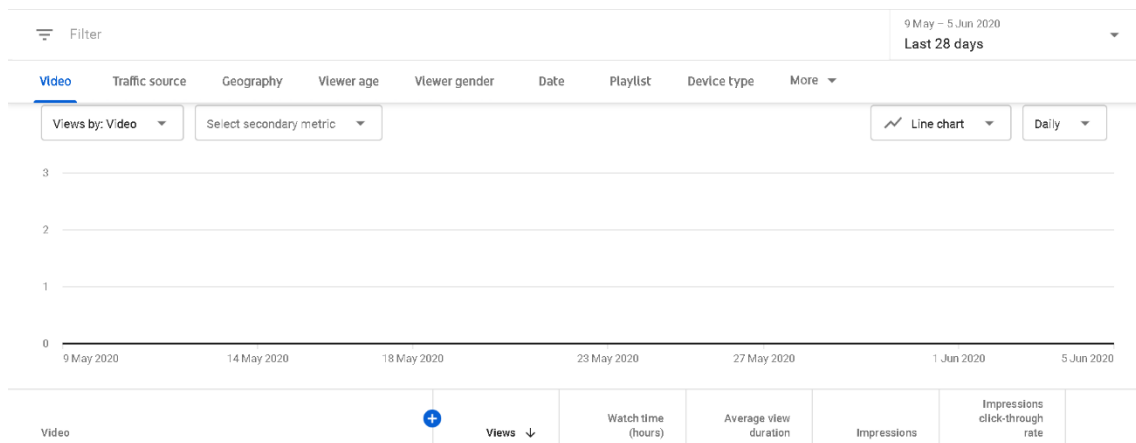 Filter
9 May – 5 Jun 2020
Last 28 days
Video Traffic source Geography Viewer age Viewer gender Date Playlist Device type More
Views by: Video Select secondary metric Line chart Daily
3
2
1
0
9 May 2020 14 May 2020 18 May 2020 23 May 2020 27 May 2020 1 Jun 2020 5 Jun 2020
Impressions
Watch time Average view click-through
Video Views ↓ (hours) duration Impressions rate